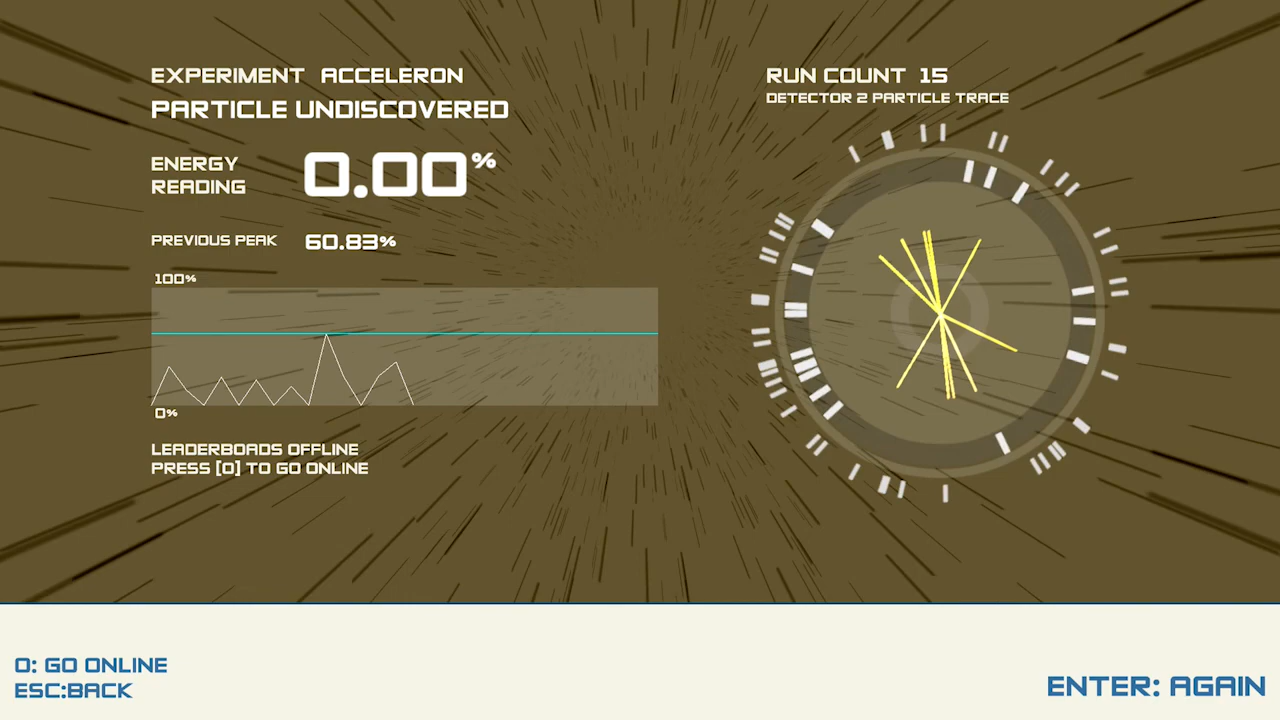 EXPERIMENT ACCELERON
PARTICLE UNDISCOVERED
ENERGY
READING
0.00%
PREVIOUS PEAK 60.83%
100%
0%
LEADERBOADS OFFLINE
PRESS [O] TO GO ONLINE
RUN COUNT 15
DETECTOR 2 PARTICLE TRACE
O: GO ONLINE
ESC:BACK
ENTER: AGAIN